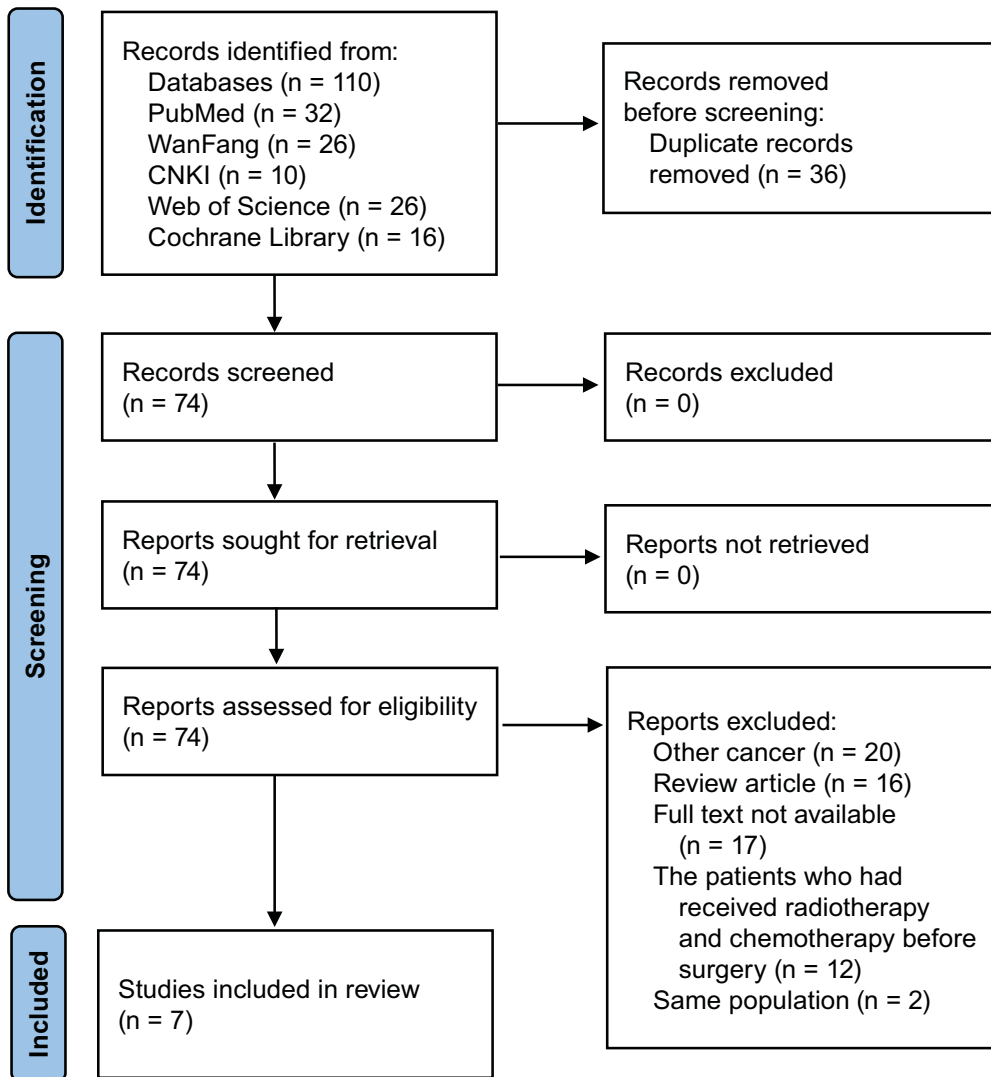 Identification
Records identified from:
Databases (n = 110)
PubMed (n = 32)
WanFang (n = 26)
CNKI (n = 10)
Web of Science (n = 26)
Cochrane Library (n = 16)
Records removed
before screening:
Duplicate records
removed (n = 36)
Screening
Records screened
(n = 74)
Records excluded
(n = 0)
Reports sought for retrieval
(n = 74)
Reports not retrieved
(n = 0)
Reports assessed for eligibility
(n = 74)
Reports excluded:
Other cancer (n = 20)
Review article (n = 16)
Full text not available
(n = 17)
The patients who had
received radiotherapy
and chemotherapy before
surgery (n = 12)
Same population (n = 2)
Included
Studies included in review
(n = 7)